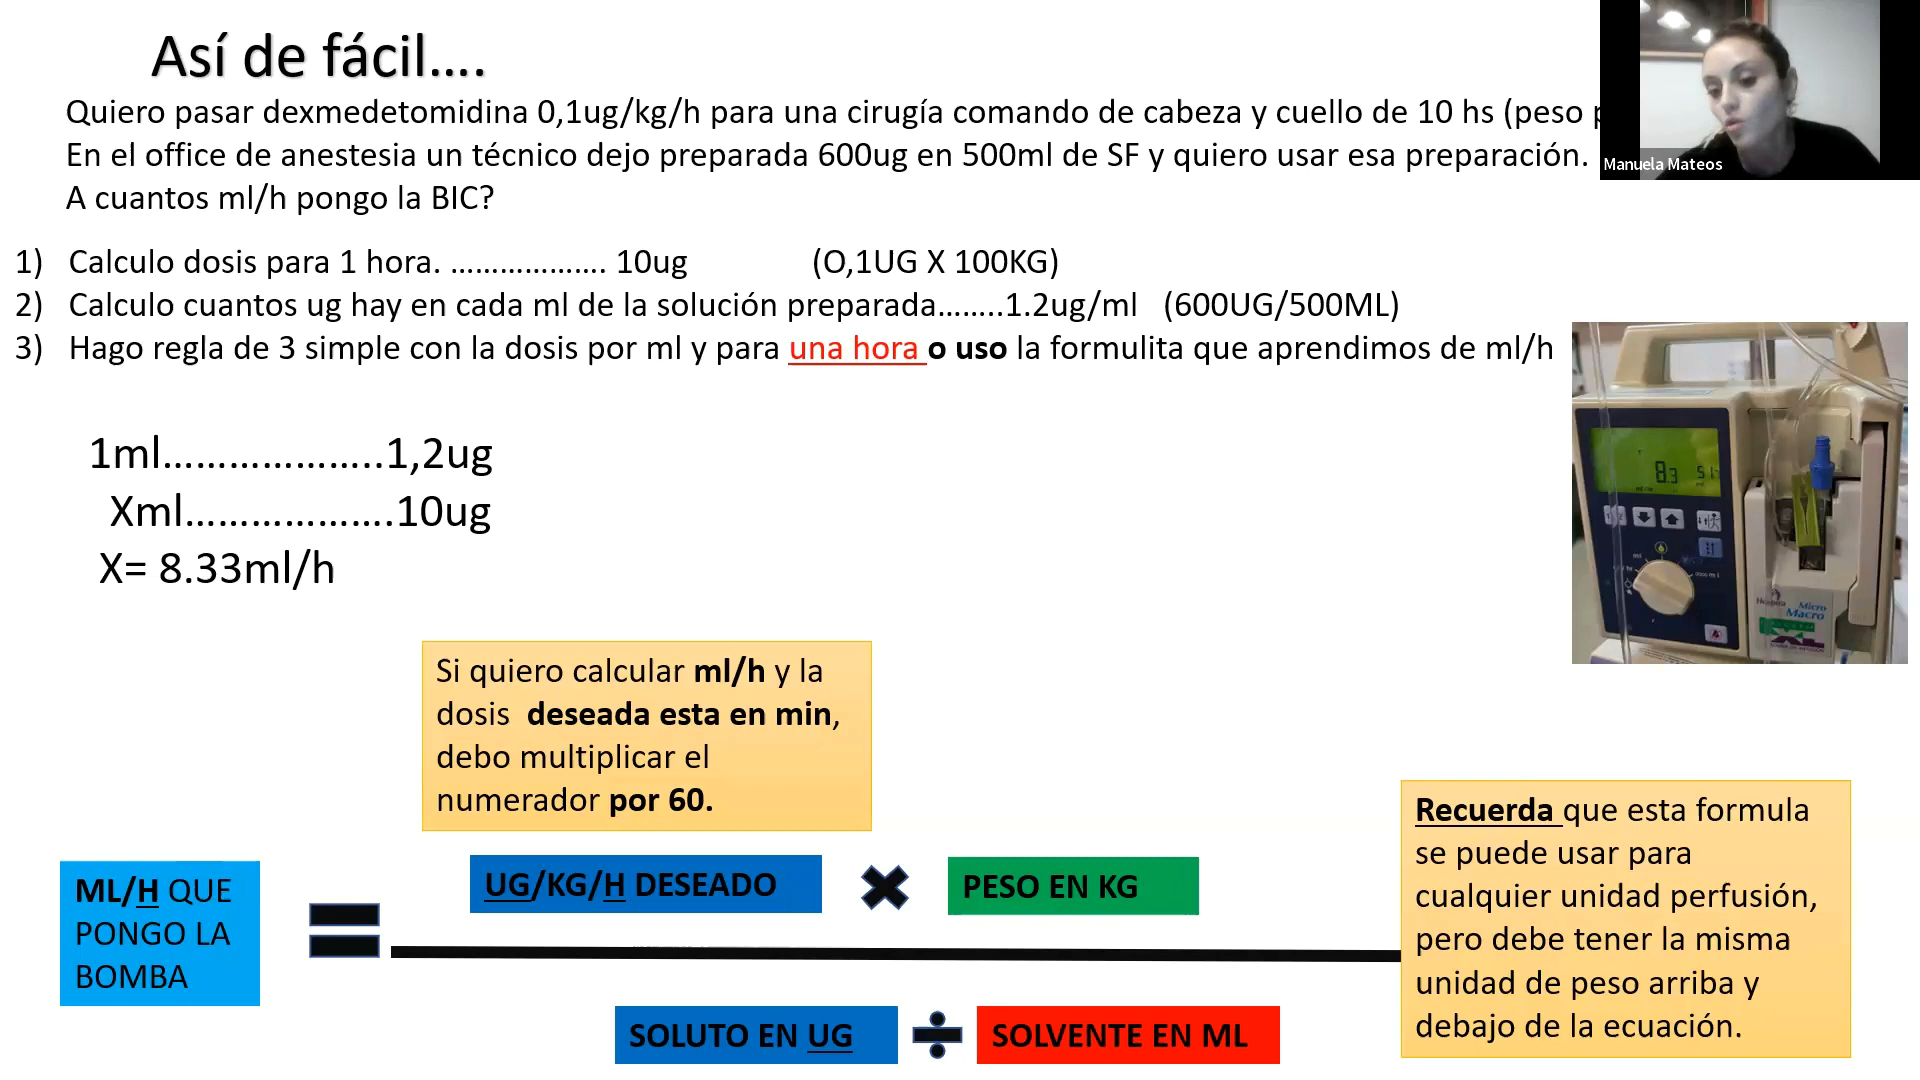 Así de fácil....
Quiero pasar dexmedetomidina 0,1ug/kg/h para una cirugía comando de cabeza y cuello de 10 hs (peso
En el office de anestesia un técnico dejo preparada 600ug en 500ml de SF y quiero usar esa preparación.
A cuantos ml/h pongo la BIC?
Manuela Mateos
1) Calculo dosis para 1 hora. ………………. 10ug (O,1UG X 100KG)
2) Calculo cuantos ug hay en cada ml de la solución preparada……..1.2ug/ml (600UG/500ML)
3) Hago regla de 3 simple con la dosis por ml y para una hora o uso la formulita que aprendimos de ml/h
1ml………………..1,2ug
Xml……………….10ug
X= 8.33ml/h
8.3
Hospira
Micro
Macro
Si quiero calcular ml/h y la
dosis deseada esta en min,
debo multiplicar el
numerador por 60.
ML/H QUE
PONGO LA
BOMBA
=
UG/KG/H DESEADO
×
PESO EN KG
SOLUTO EN UG
÷
SOLVENTE EN ML
Recuerda que esta formula
se puede usar para
cualquier unidad perfusión,
pero debe tener la misma
unidad de peso arriba y
debajo de la ecuación.